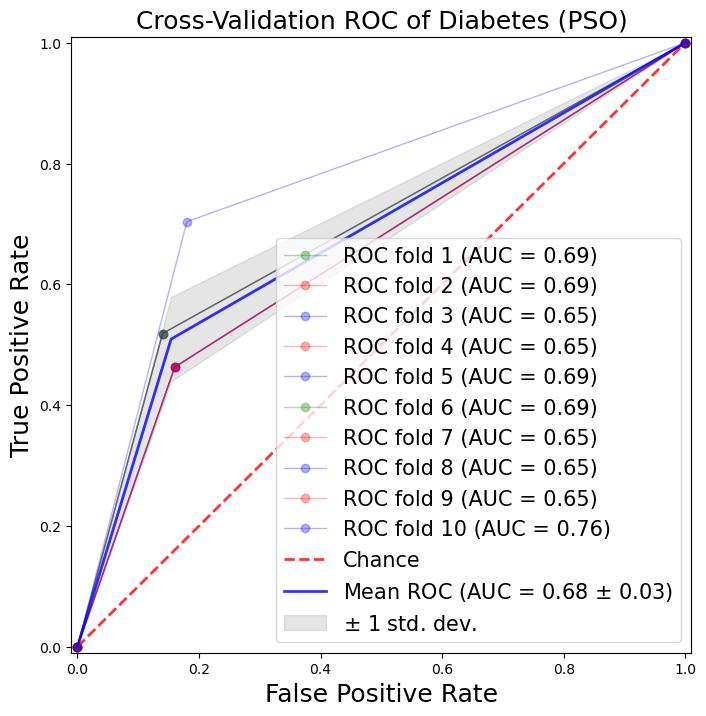 Cross-Validation ROC of Diabetes (PSO)
True Positive Rate
1.0
0.8
0.6
0.4
0.2
0.0
ROC fold 1 (AUC = 0.69)
ROC fold 2 (AUC = 0.69)
ROC fold 3 (AUC = 0.65)
ROC fold 4 (AUC = 0.65)
ROC fold 5 (AUC = 0.69)
ROC fold 6 (AUC = 0.69)
ROC fold 7 (AUC = 0.65)
ROC fold 8 (AUC = 0.65)
ROC fold 9 (AUC = 0.65)
ROC fold 10 (AUC = 0.76)
Chance
Mean ROC (AUC = 0.68 ± 0.03)
± 1 std. dev.
0.0 0.2 0.4 0.6 0.8 1.0
False Positive Rate